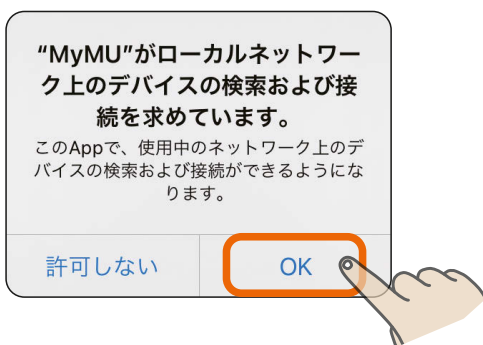 “MyMU”がローカルネットワー
ク上のデバイスの検索および接
続を求めています。
このAppで、使用中のネットワーク上のデ
バイスの検索および接続ができるようにな
ります。
許可しない
OK